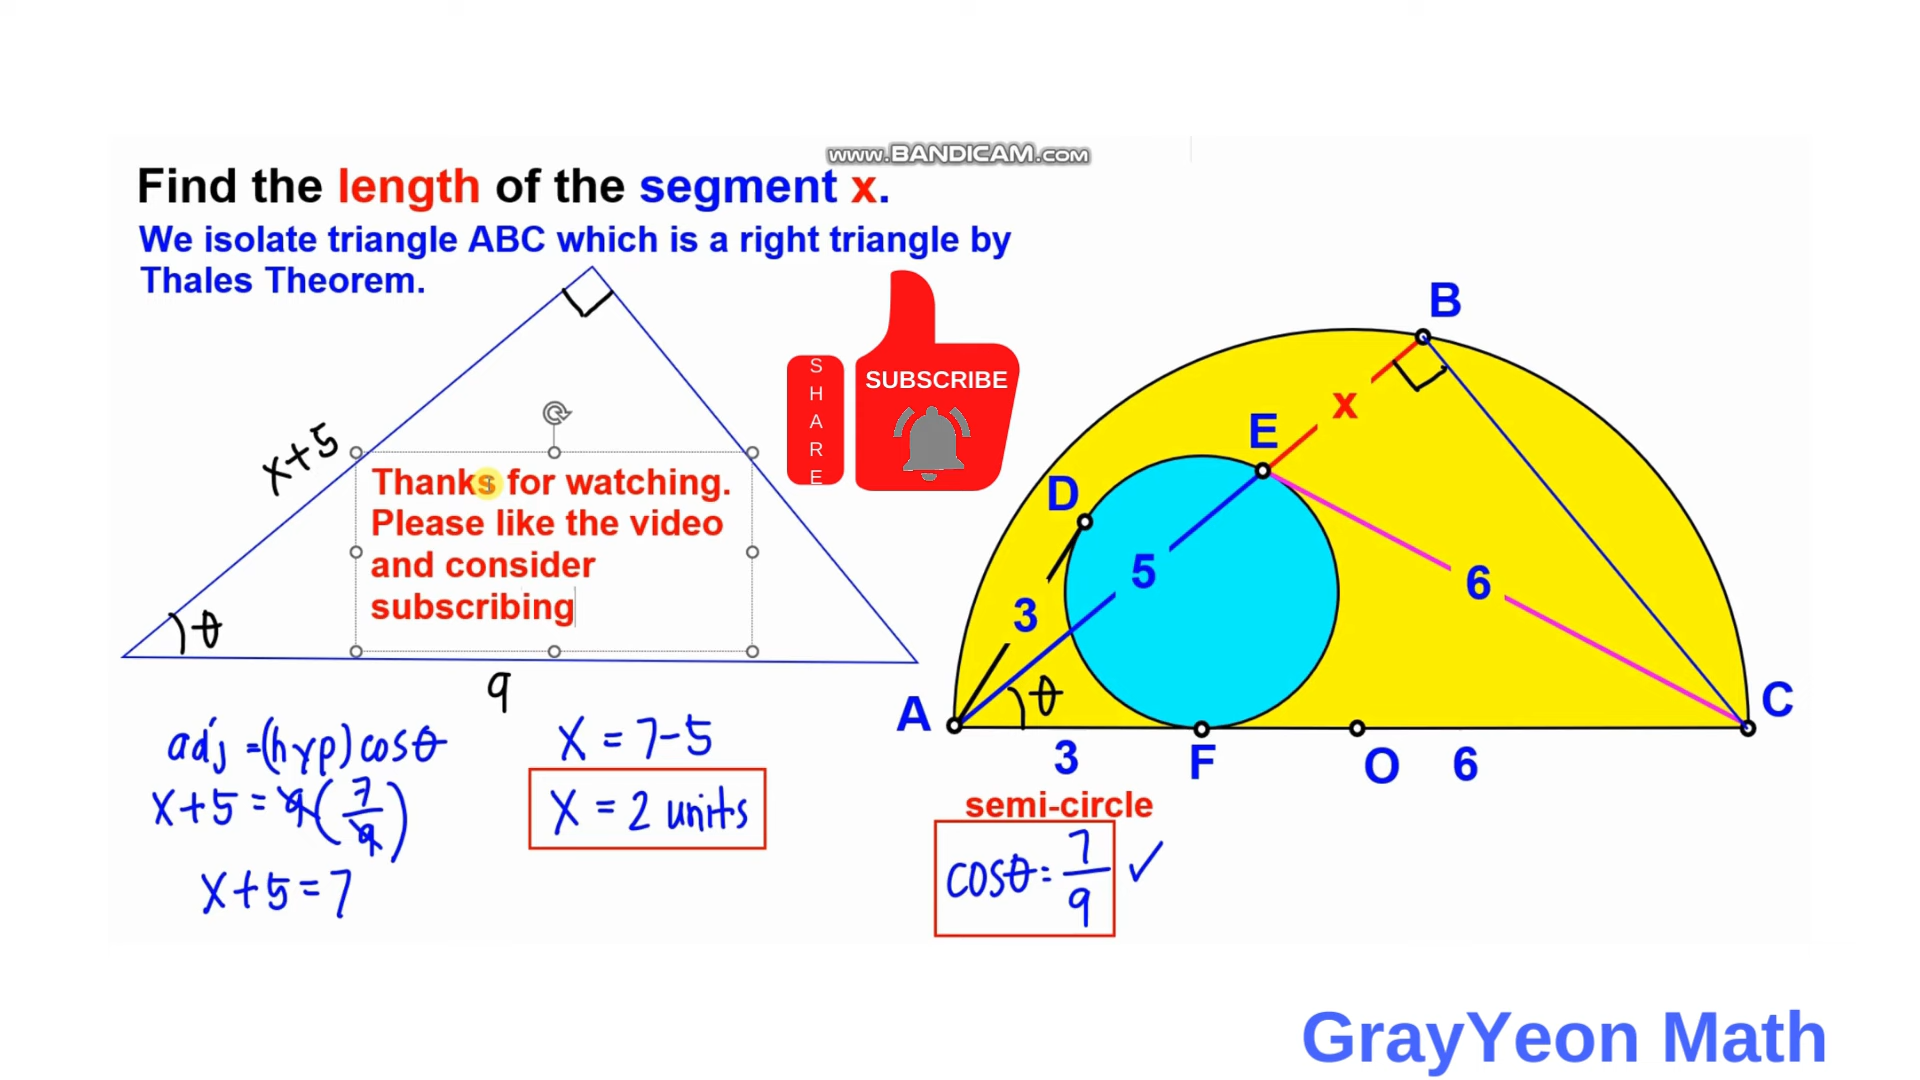 www.BANDICAM.com
Find the length of the segment x.
We isolate triangle ABC which is a right triangle by
Thales Theorem.
x+5
θ
9
Thanks for watching.
Please like the video
and consider
subscribing
SHARE
SUBSCRIBE
B
x
E
D
5
6
3
θ
A
C
3
F
O
6
adj = (hyp) cosθ
x+5 = 9(7/9)
x+5 = 7
x = 7-5
x = 2 units
semi-circle
cosθ = 7/9 ✓
GrayYeon Math